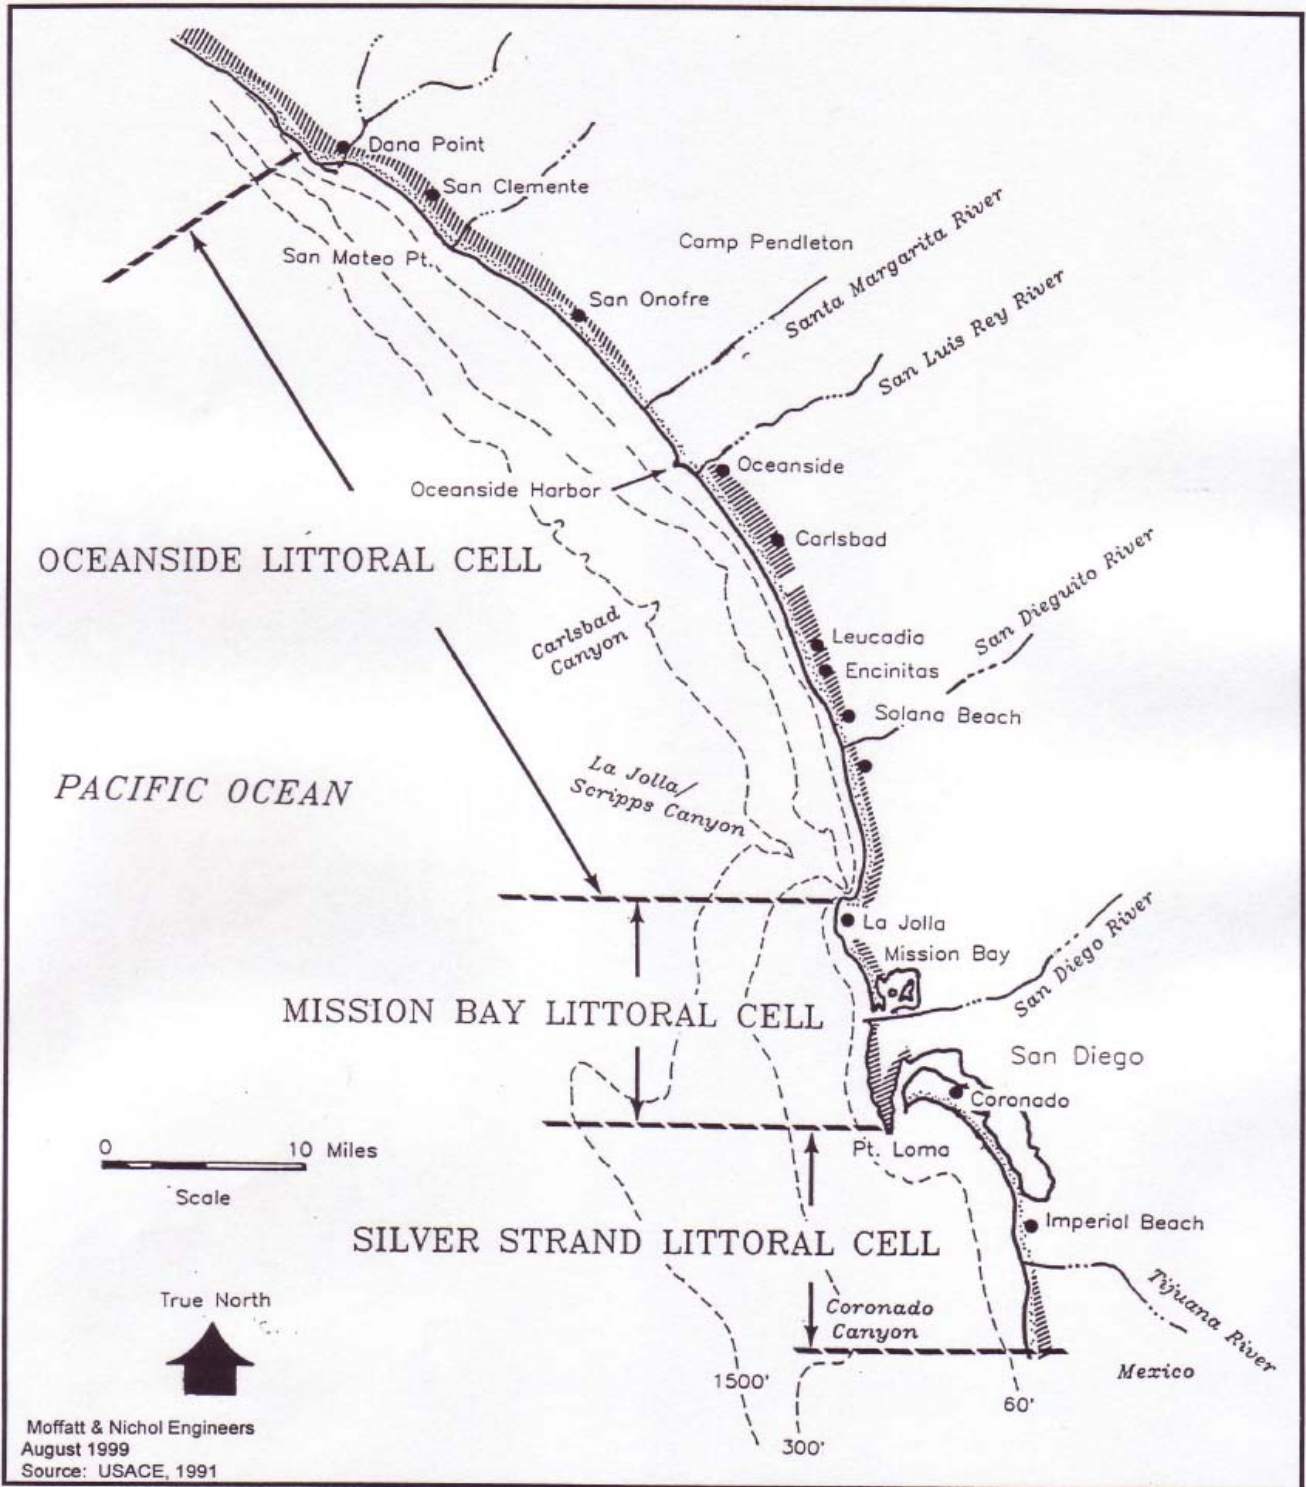 Dana Point
San Clemente
Camp Pendleton
Santa Margarita River
San Mateo Pt.
San Onofre
San Luis Rey River
Oceanside
Oceanside Harbor
Carlsbad
OCEANSIDE LITTORAL CELL
San Dieguito River
Carlsbad
Canyon
Leucadia
Encinitas
Solana Beach
PACIFIC OCEAN
La Jolla/
Scripps Canyon
La Jolla
Mission Bay
San Diego River
MISSION BAY LITTORAL CELL
San Diego
Coronado
0 10 Miles
Scale
Pt. Loma
Imperial Beach
SILVER STRAND LITTORAL CELL
Tijuana River
True North
Coronado
Canyon
Mexico
1500'
60'
300'
Moffatt & Nichol Engineers
August 1999
Source: USACE, 1991